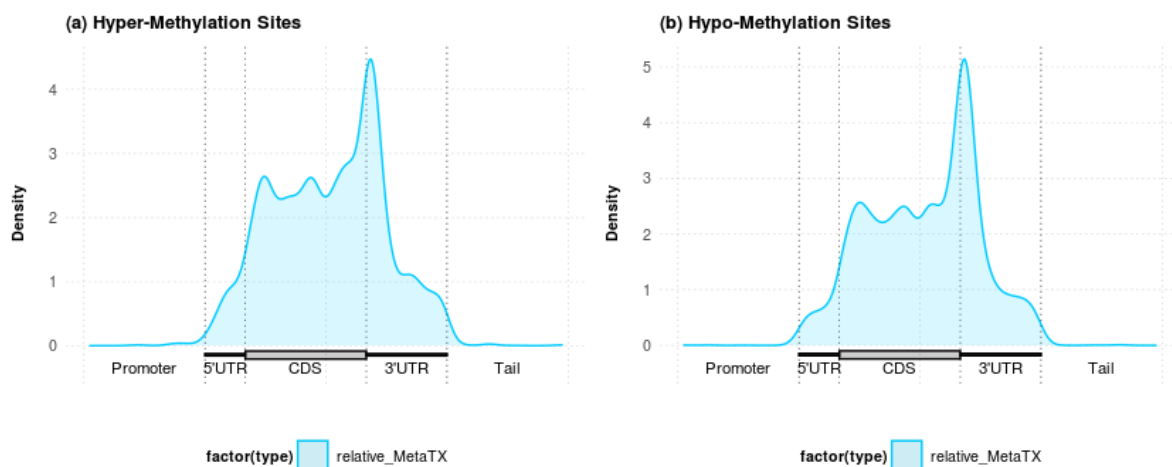 (a) Hyper-Methylation Sites
4
3
2
1
0
Density
Promoter 5'UTR CDS 3'UTR Tail
factor(type) relative_MetaTX
(b) Hypo-Methylation Sites
5
4
3
2
1
0
Density
Promoter 5'UTR CDS 3'UTR Tail
factor(type) relative_MetaTX